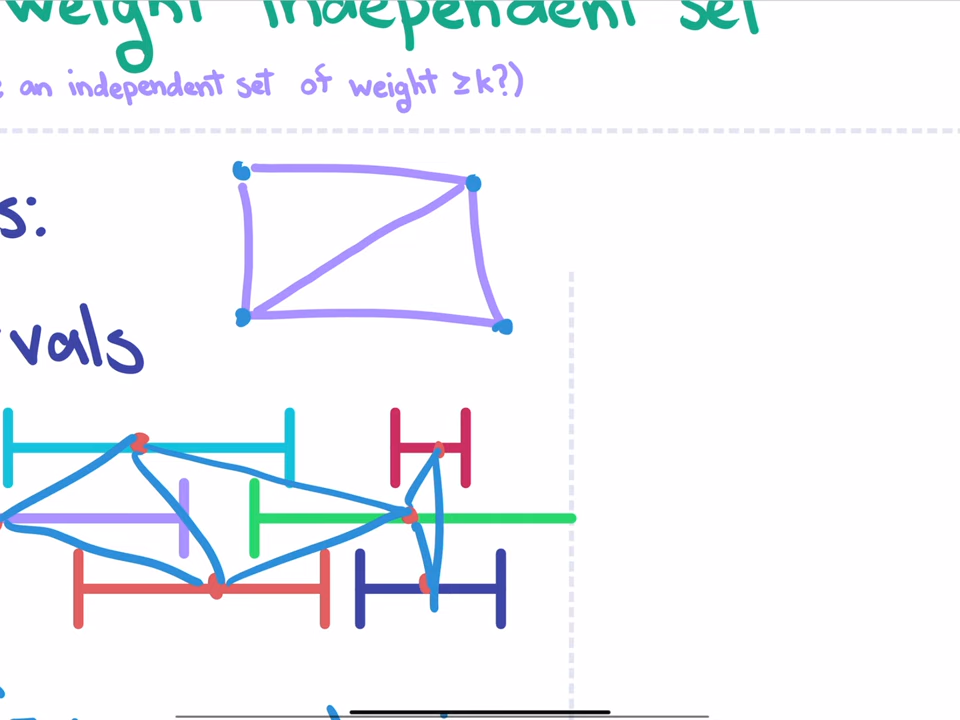 weight independent set
an independent set of weight ≥k?)
s:
vals